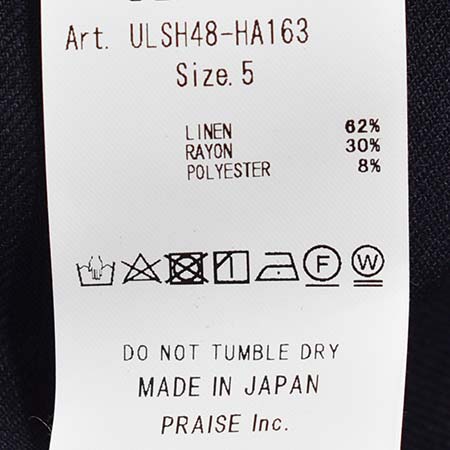 Art. ULSH48-HA163
Size. 5
LINEN 62%
RAYON 30%
POLYESTER 8%
F W
DO NOT TUMBLE DRY
MADE IN JAPAN
PRAISE Inc.